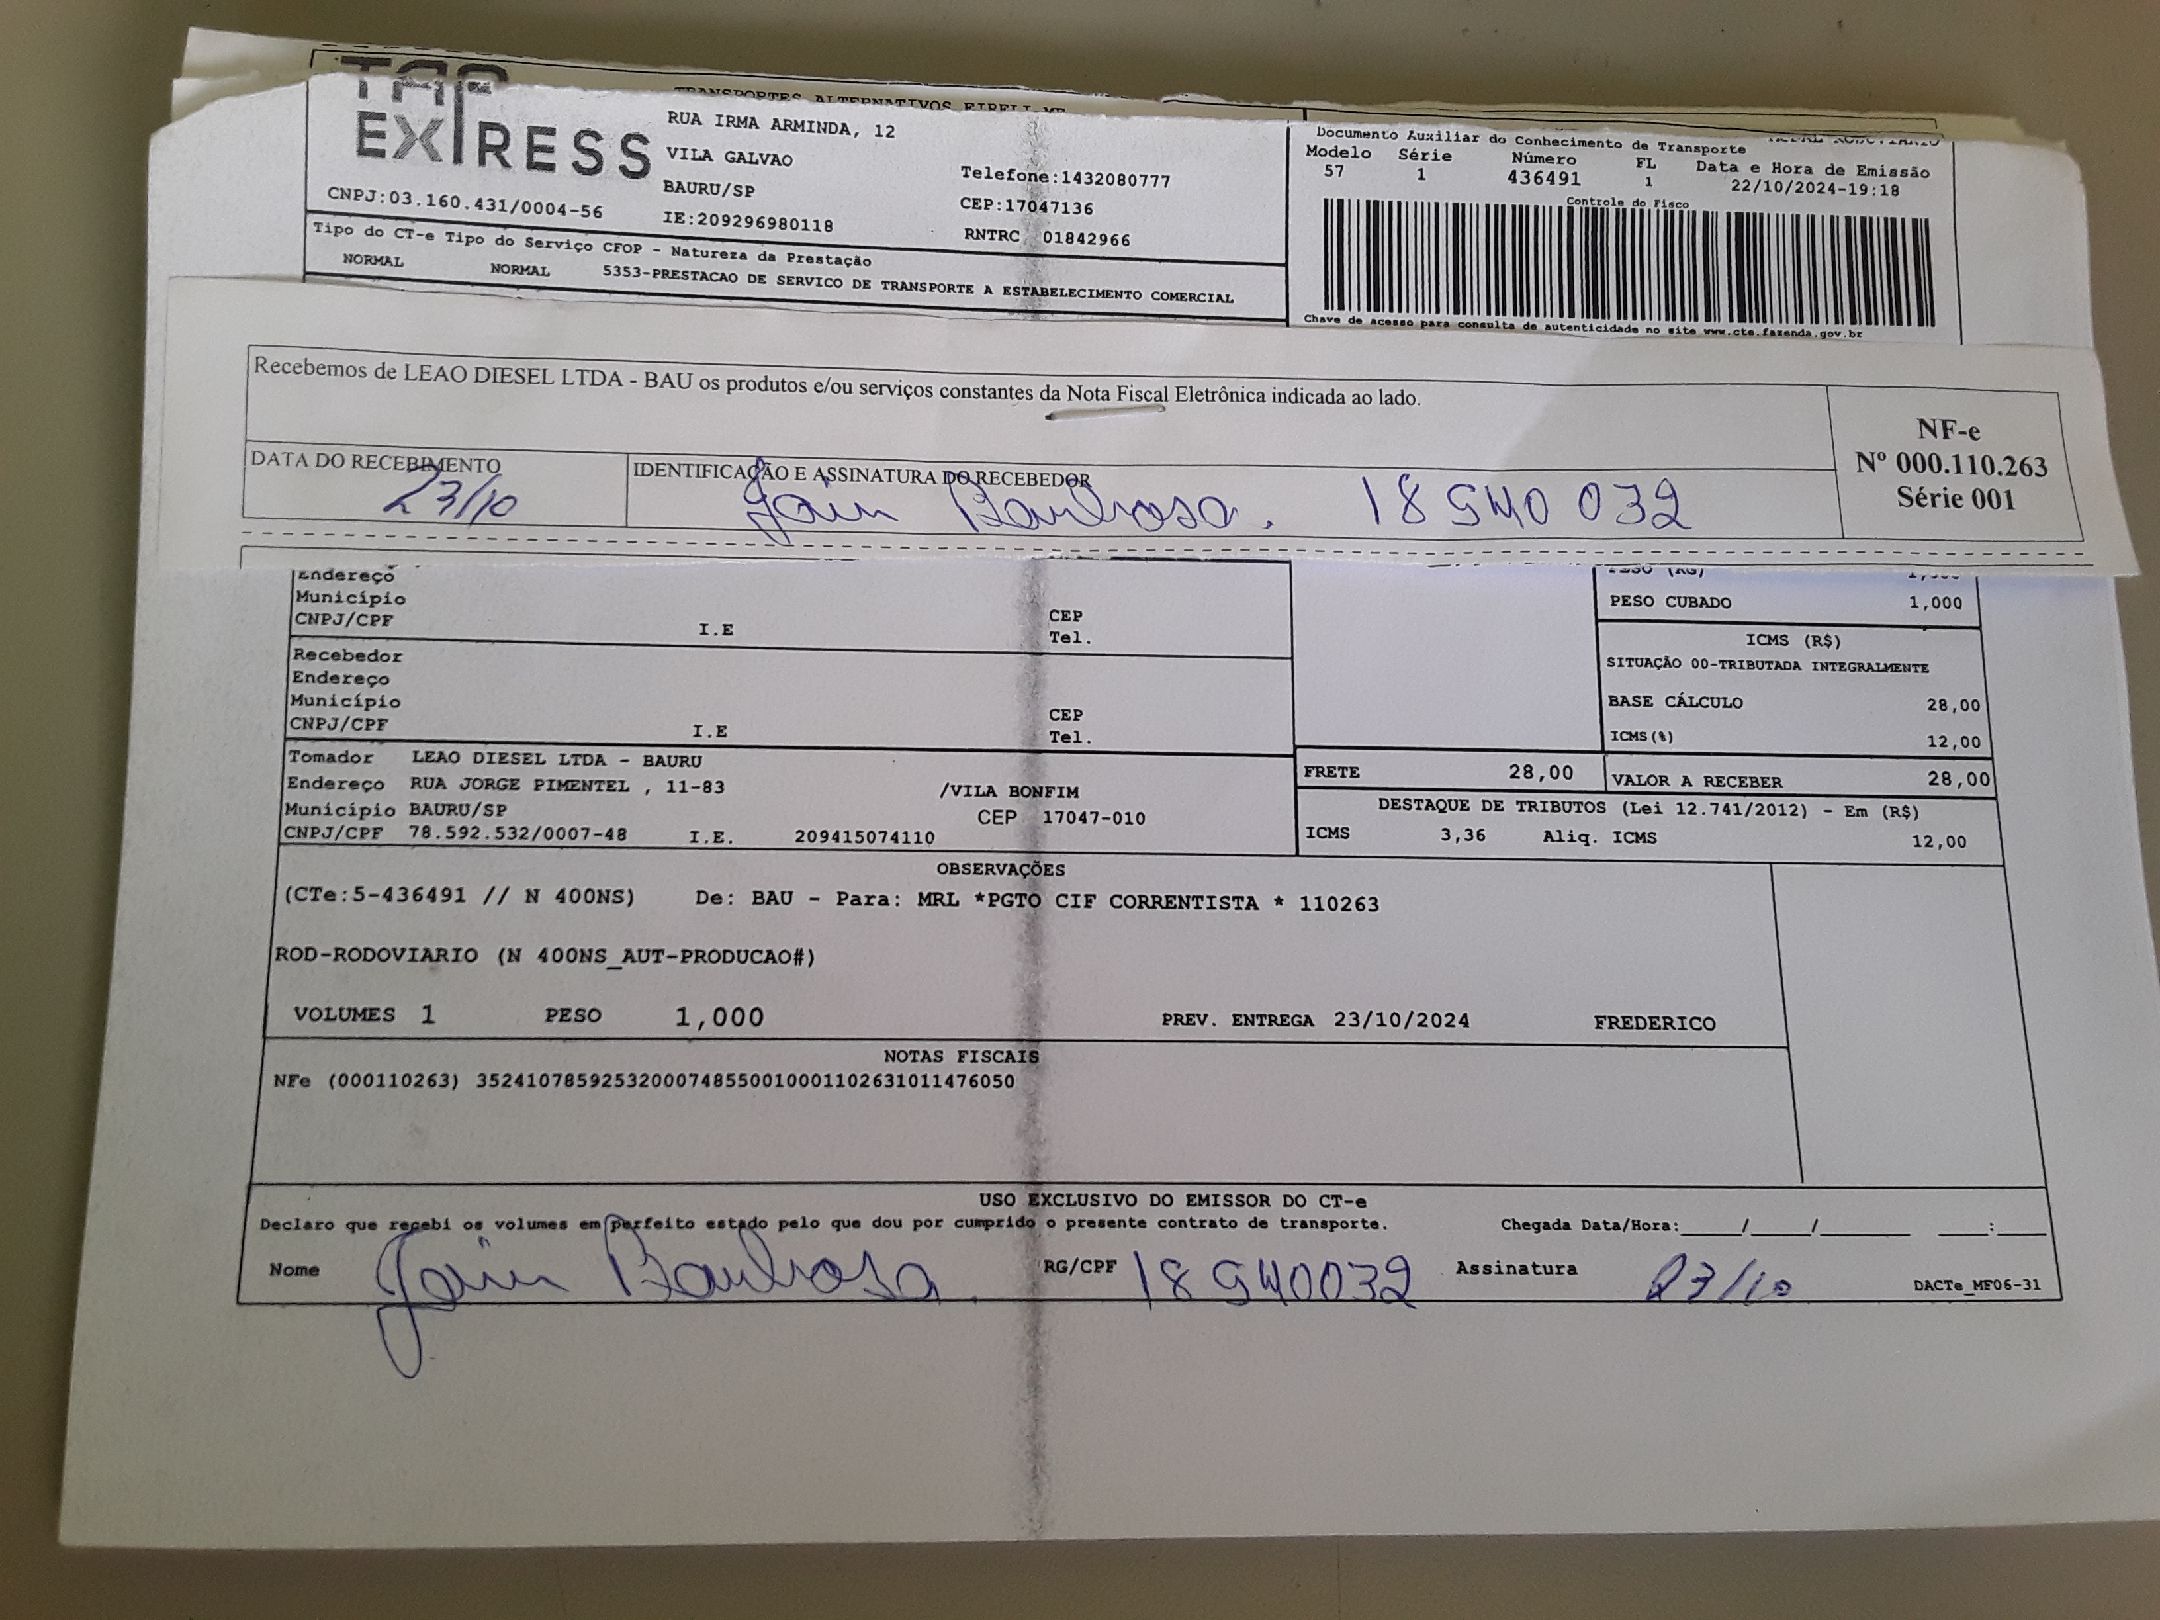 TRANSPORTES ALTERNATIVOS EIRELI-ME
EXPRESS
RUA IRMA ARMINDA, 12
VILA GALVAO
BAURU/SP
IE:209296980118
Telefone:1432080777
CEP:17047136
RNTRC 01842966
CNPJ:03.160.431/0004-56
Documento Auxiliar do Conhecimento de Transporte
Modelo Série Número FL Data e Hora de Emissão
57 1 436491 1 22/10/2024-19:18
Controle do Fisco
Chave de acesso para consulta de autenticidade no site www.cte.fazenda.gov.br
Tipo do CT-e Tipo do Serviço CFOP - Natureza da Prestação
NORMAL NORMAL 5353-PRESTACAO DE SERVICO DE TRANSPORTE A ESTABELECIMENTO COMERCIAL
Recebemos de LEAO DIESEL LTDA - BAU os produtos e/ou serviços constantes da Nota Fiscal Eletrônica indicada ao lado.
DATA DO RECEBIMENTO
23/10
IDENTIFICAÇÃO E ASSINATURA DO RECEBEDOR
Barbosa. 18940032
NF-e
Nº 000.110.263
Série 001
Endereço
Município CEP
CNPJ/CPF I.E Tel.
Recebedor
Endereço
Município CEP
CNPJ/CPF I.E Tel.
PESO CUBADO 1,000
ICMS (R$)
SITUAÇÃO 00-TRIBUTADA INTEGRALMENTE
BASE CÁLCULO 28,00
ICMS(%) 12,00
Tomador LEAO DIESEL LTDA - BAURU
Endereço RUA JORGE PIMENTEL , 11-83 /VILA BONFIM
Município BAURU/SP CEP 17047-010
CNPJ/CPF 78.592.532/0007-48 I.E. 209415074110
FRETE 28,00 VALOR A RECEBER 28,00
DESTAQUE DE TRIBUTOS (Lei 12.741/2012) - Em (R$)
ICMS 3,36 Aliq. ICMS 12,00
OBSERVAÇÕES
(CTe:5-436491 // N 400NS) De: BAU - Para: MRL *PGTO CIF CORRENTISTA * 110263
ROD-RODOVIARIO (N 400NS_AUT-PRODUCAO#)
VOLUMES 1 PESO 1,000 PREV. ENTREGA 23/10/2024 FREDERICO
NOTAS FISCAIS
NFe (000110263) 35241078592532000748550010001102631011476050
USO EXCLUSIVO DO EMISSOR DO CT-e
Declaro que recebi os volumes em perfeito estado pelo que dou por cumprido o presente contrato de transporte. Chegada Data/Hora:____/____/______ ___:___
Nome Barbosa RG/CPF 18940032 Assinatura 23/10 DACTe_MF06-31